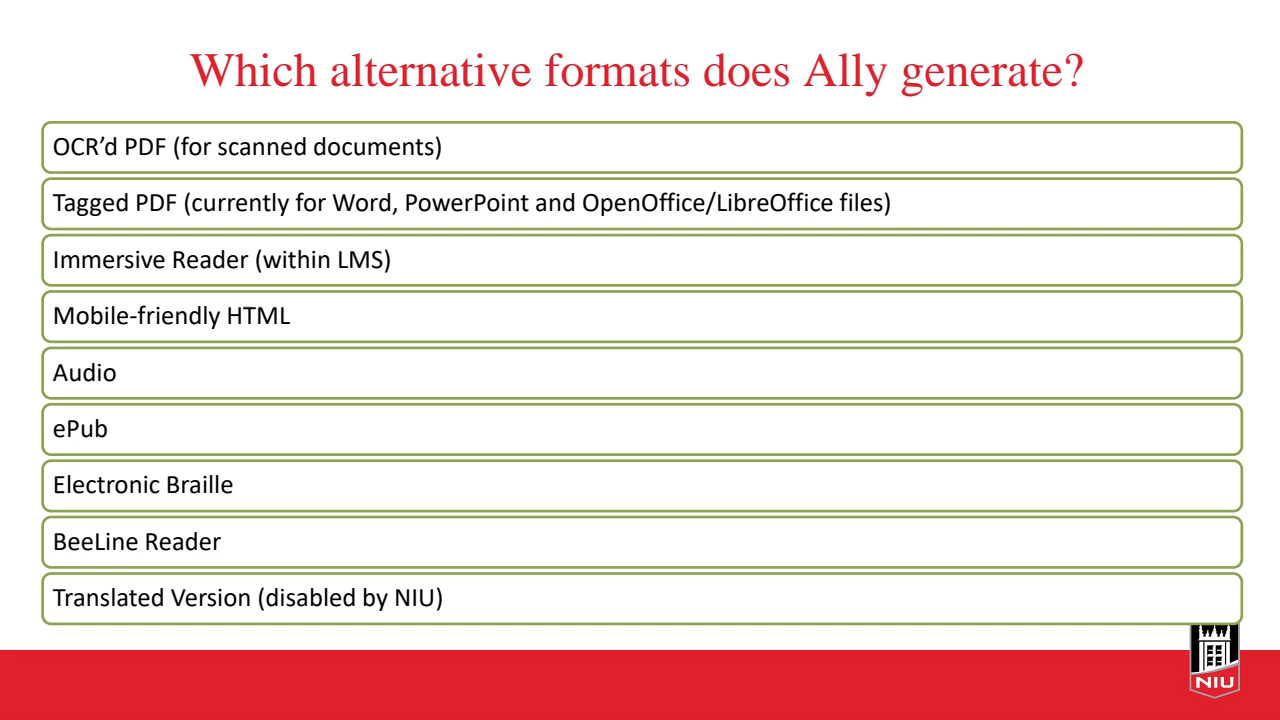 Which alternative formats does Ally generate?
OCR’d PDF (for scanned documents)
Tagged PDF (currently for Word, PowerPoint and OpenOffice/LibreOffice files)
Immersive Reader (within LMS)
Mobile-friendly HTML
Audio
ePub
Electronic Braille
BeeLine Reader
Translated Version (disabled by NIU)
NIU